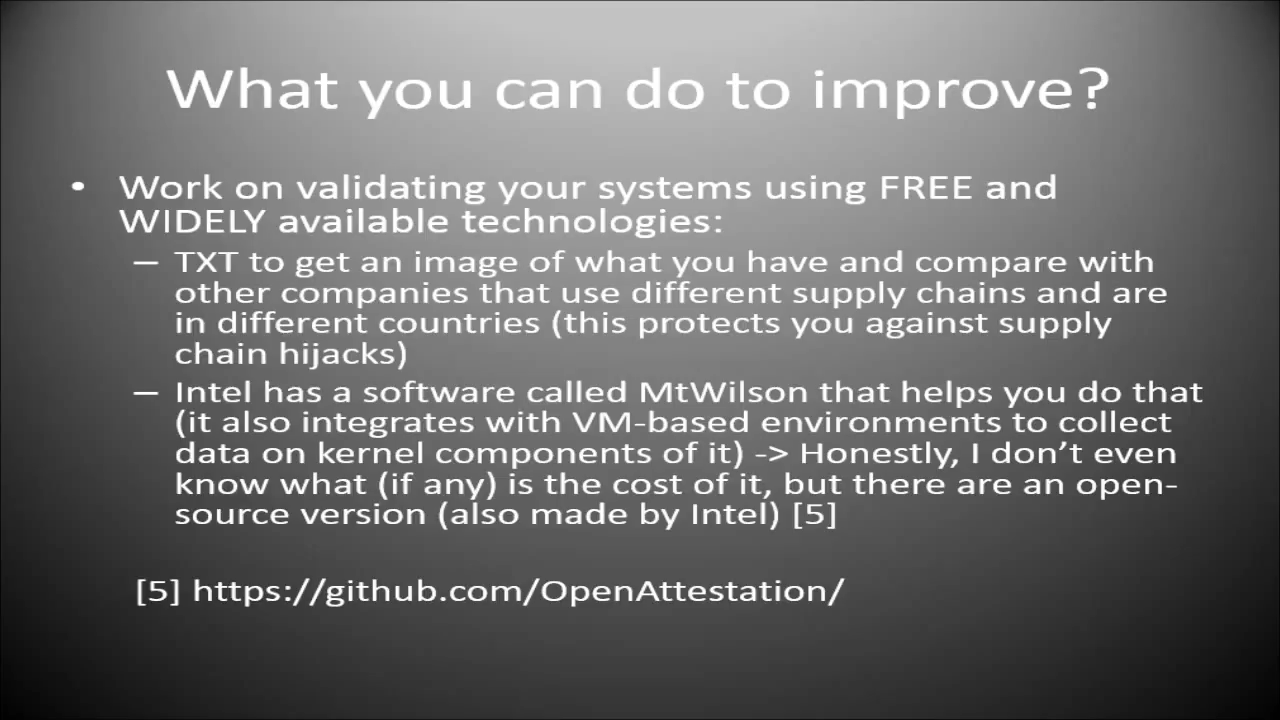 What you can do to improve?
• Work on validating your systems using FREE and
WIDELY available technologies:
– TXT to get an image of what you have and compare with
other companies that use different supply chains and are
in different countries (this protects you against supply
chain hijacks)
– Intel has a software called MtWilson that helps you do that
(it also integrates with VM-based environments to collect
data on kernel components of it) -> Honestly, I don’t even
know what (if any) is the cost of it, but there are an open-
source version (also made by Intel) [5]
[5] https://github.com/OpenAttestation/